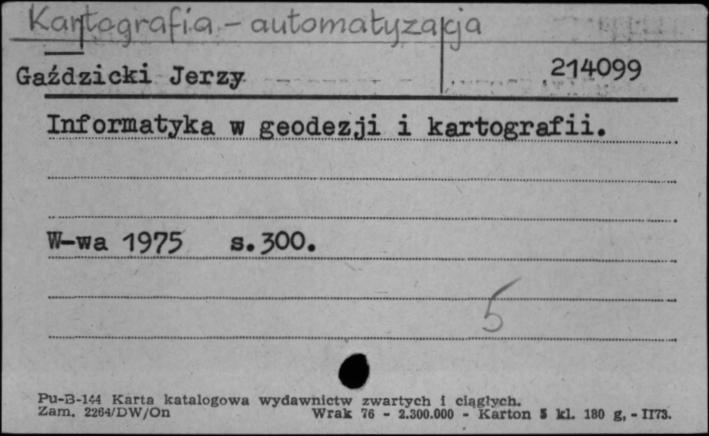 Kartografia - automatyzacja
Gaździcki Jerzy 214099
Informatyka w geodezji i kartografii.
W-wa 1975 s.300.
5
Pu-B-144 Karta katalogowa wydawnictw zwartych i ciągłych.
Zam. 2264/DW/On Wrak 76 - 2.300.000 - Karton 5 kl. 180 g, - II73.